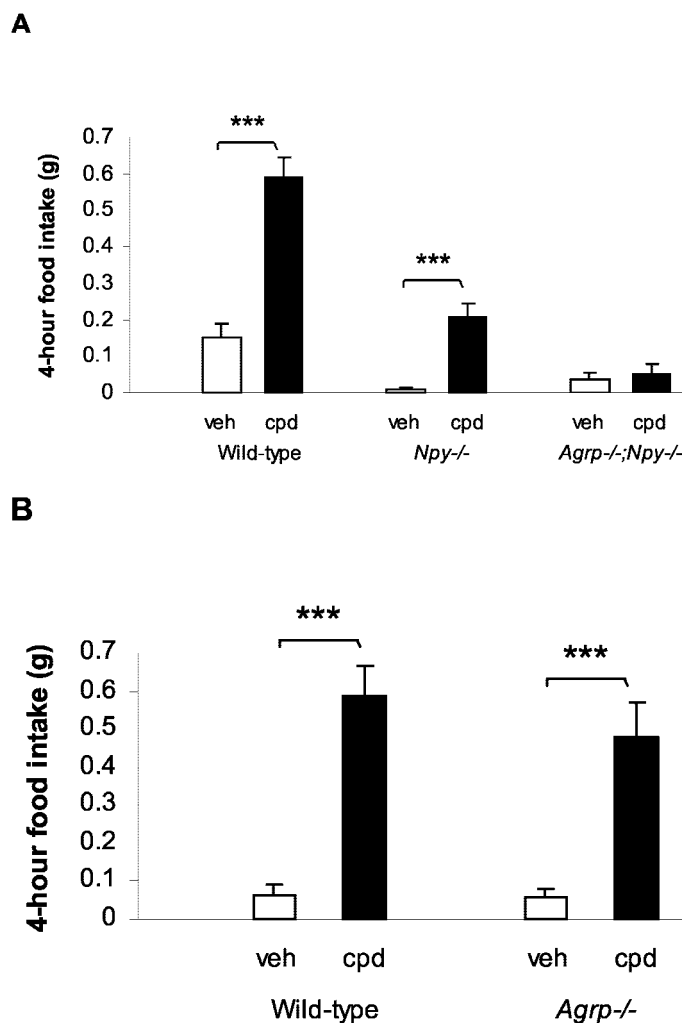 A
4-hour food intake (g)
0.7
0.6
0.5
0.4
0.3
0.2
0.1
0
***
***
veh cpd veh cpd veh cpd
Wild-type Npy-/- Agrp-/-;Npy-/-
B
4-hour food intake (g)
0.7
0.6
0.5
0.4
0.3
0.2
0.1
0
***
***
veh cpd veh cpd
Wild-type Agrp-/-